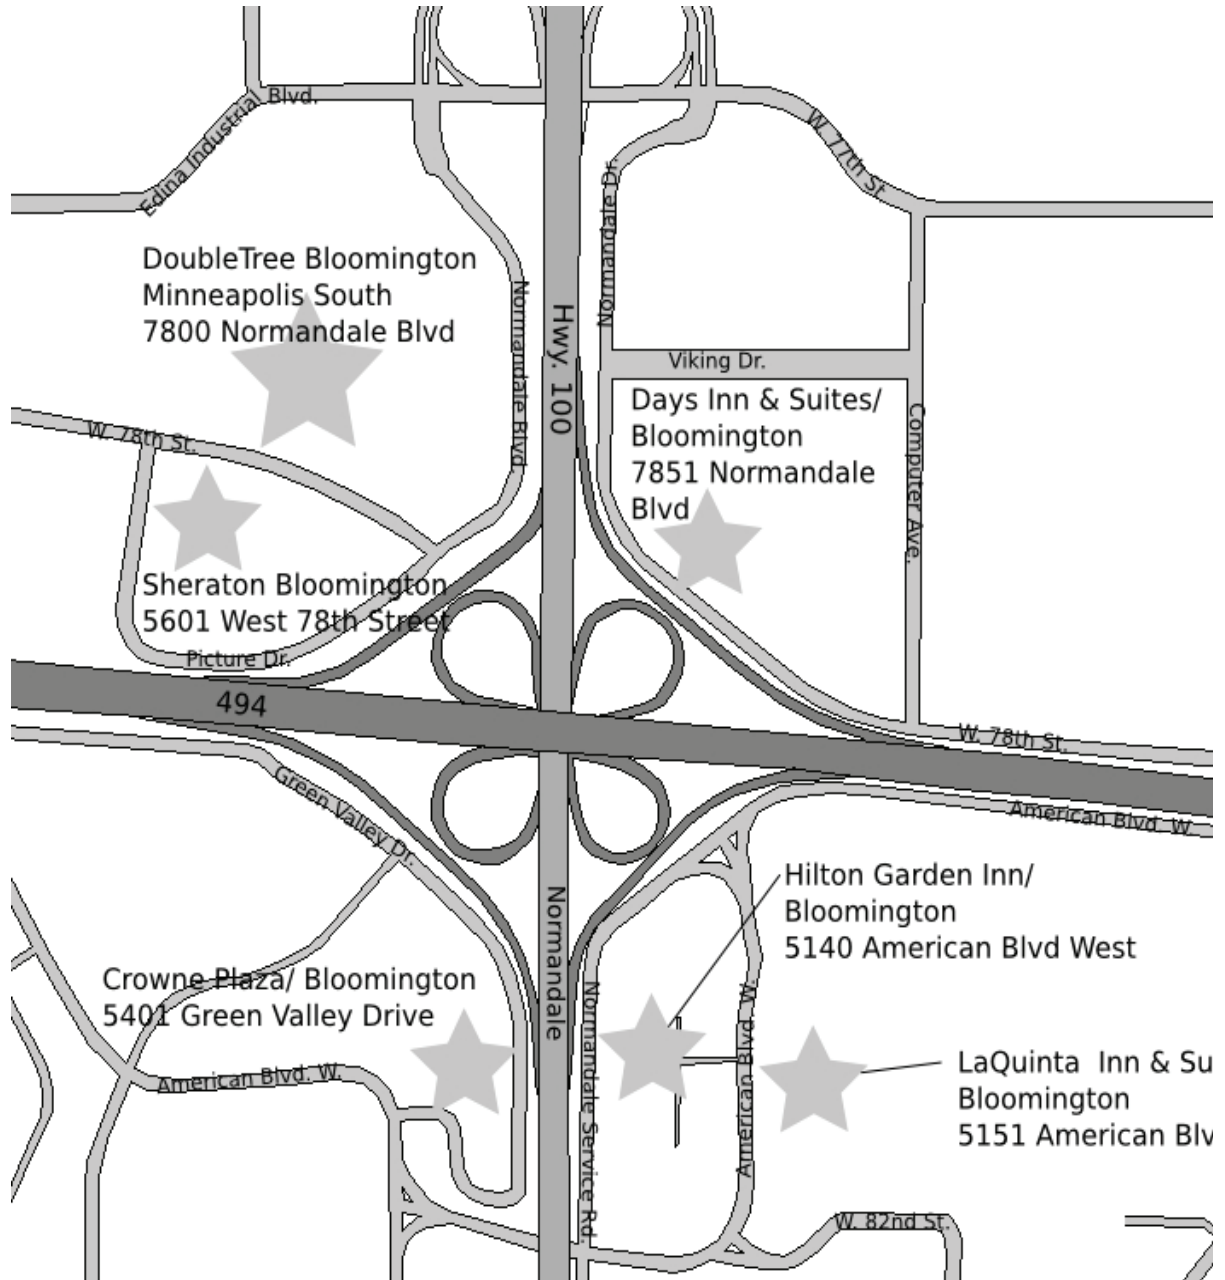 Edina Industrial Blvd.
W. 77th St.
Normandale Dr.
DoubleTree Bloomington
Minneapolis South
7800 Normandale Blvd
Normandale Blvd
Hwy. 100
Viking Dr.
Days Inn & Suites/
Bloomington
7851 Normandale
Blvd
Computer Ave.
W. 78th St.
Sheraton Bloomington
5601 West 78th Street
Picture Dr.
494
W. 78th St.
Green Valley Dr.
American Blvd. W.
Hilton Garden Inn/
Bloomington
5140 American Blvd West
Normandale
Crowne Plaza/ Bloomington
5401 Green Valley Drive
American Blvd. W.
Normandale Service Rd.
American Blvd. W.
LaQuinta Inn & Su
Bloomington
5151 American Blv
W. 82nd St.